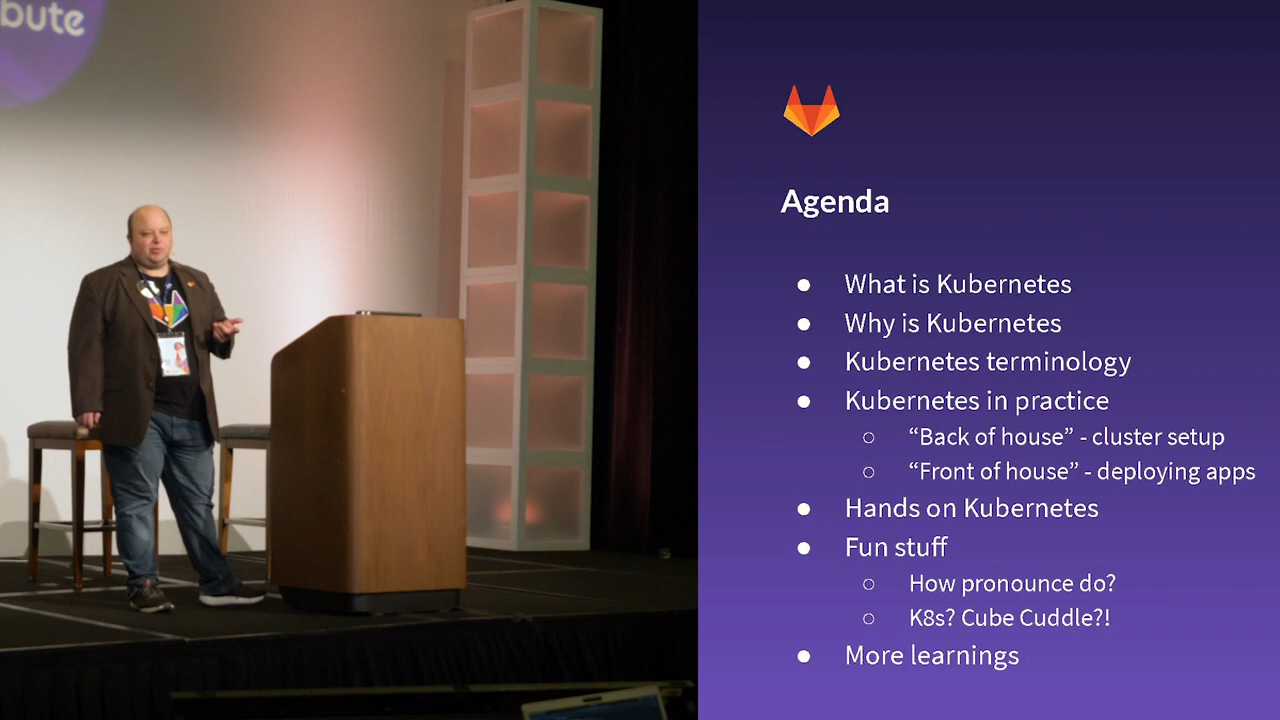 bute
Agenda
● What is Kubernetes
● Why is Kubernetes
● Kubernetes terminology
● Kubernetes in practice
○ “Back of house” - cluster setup
○ “Front of house” - deploying apps
● Hands on Kubernetes
● Fun stuff
○ How pronounce do?
○ K8s? Cube Cuddle?!
● More learnings